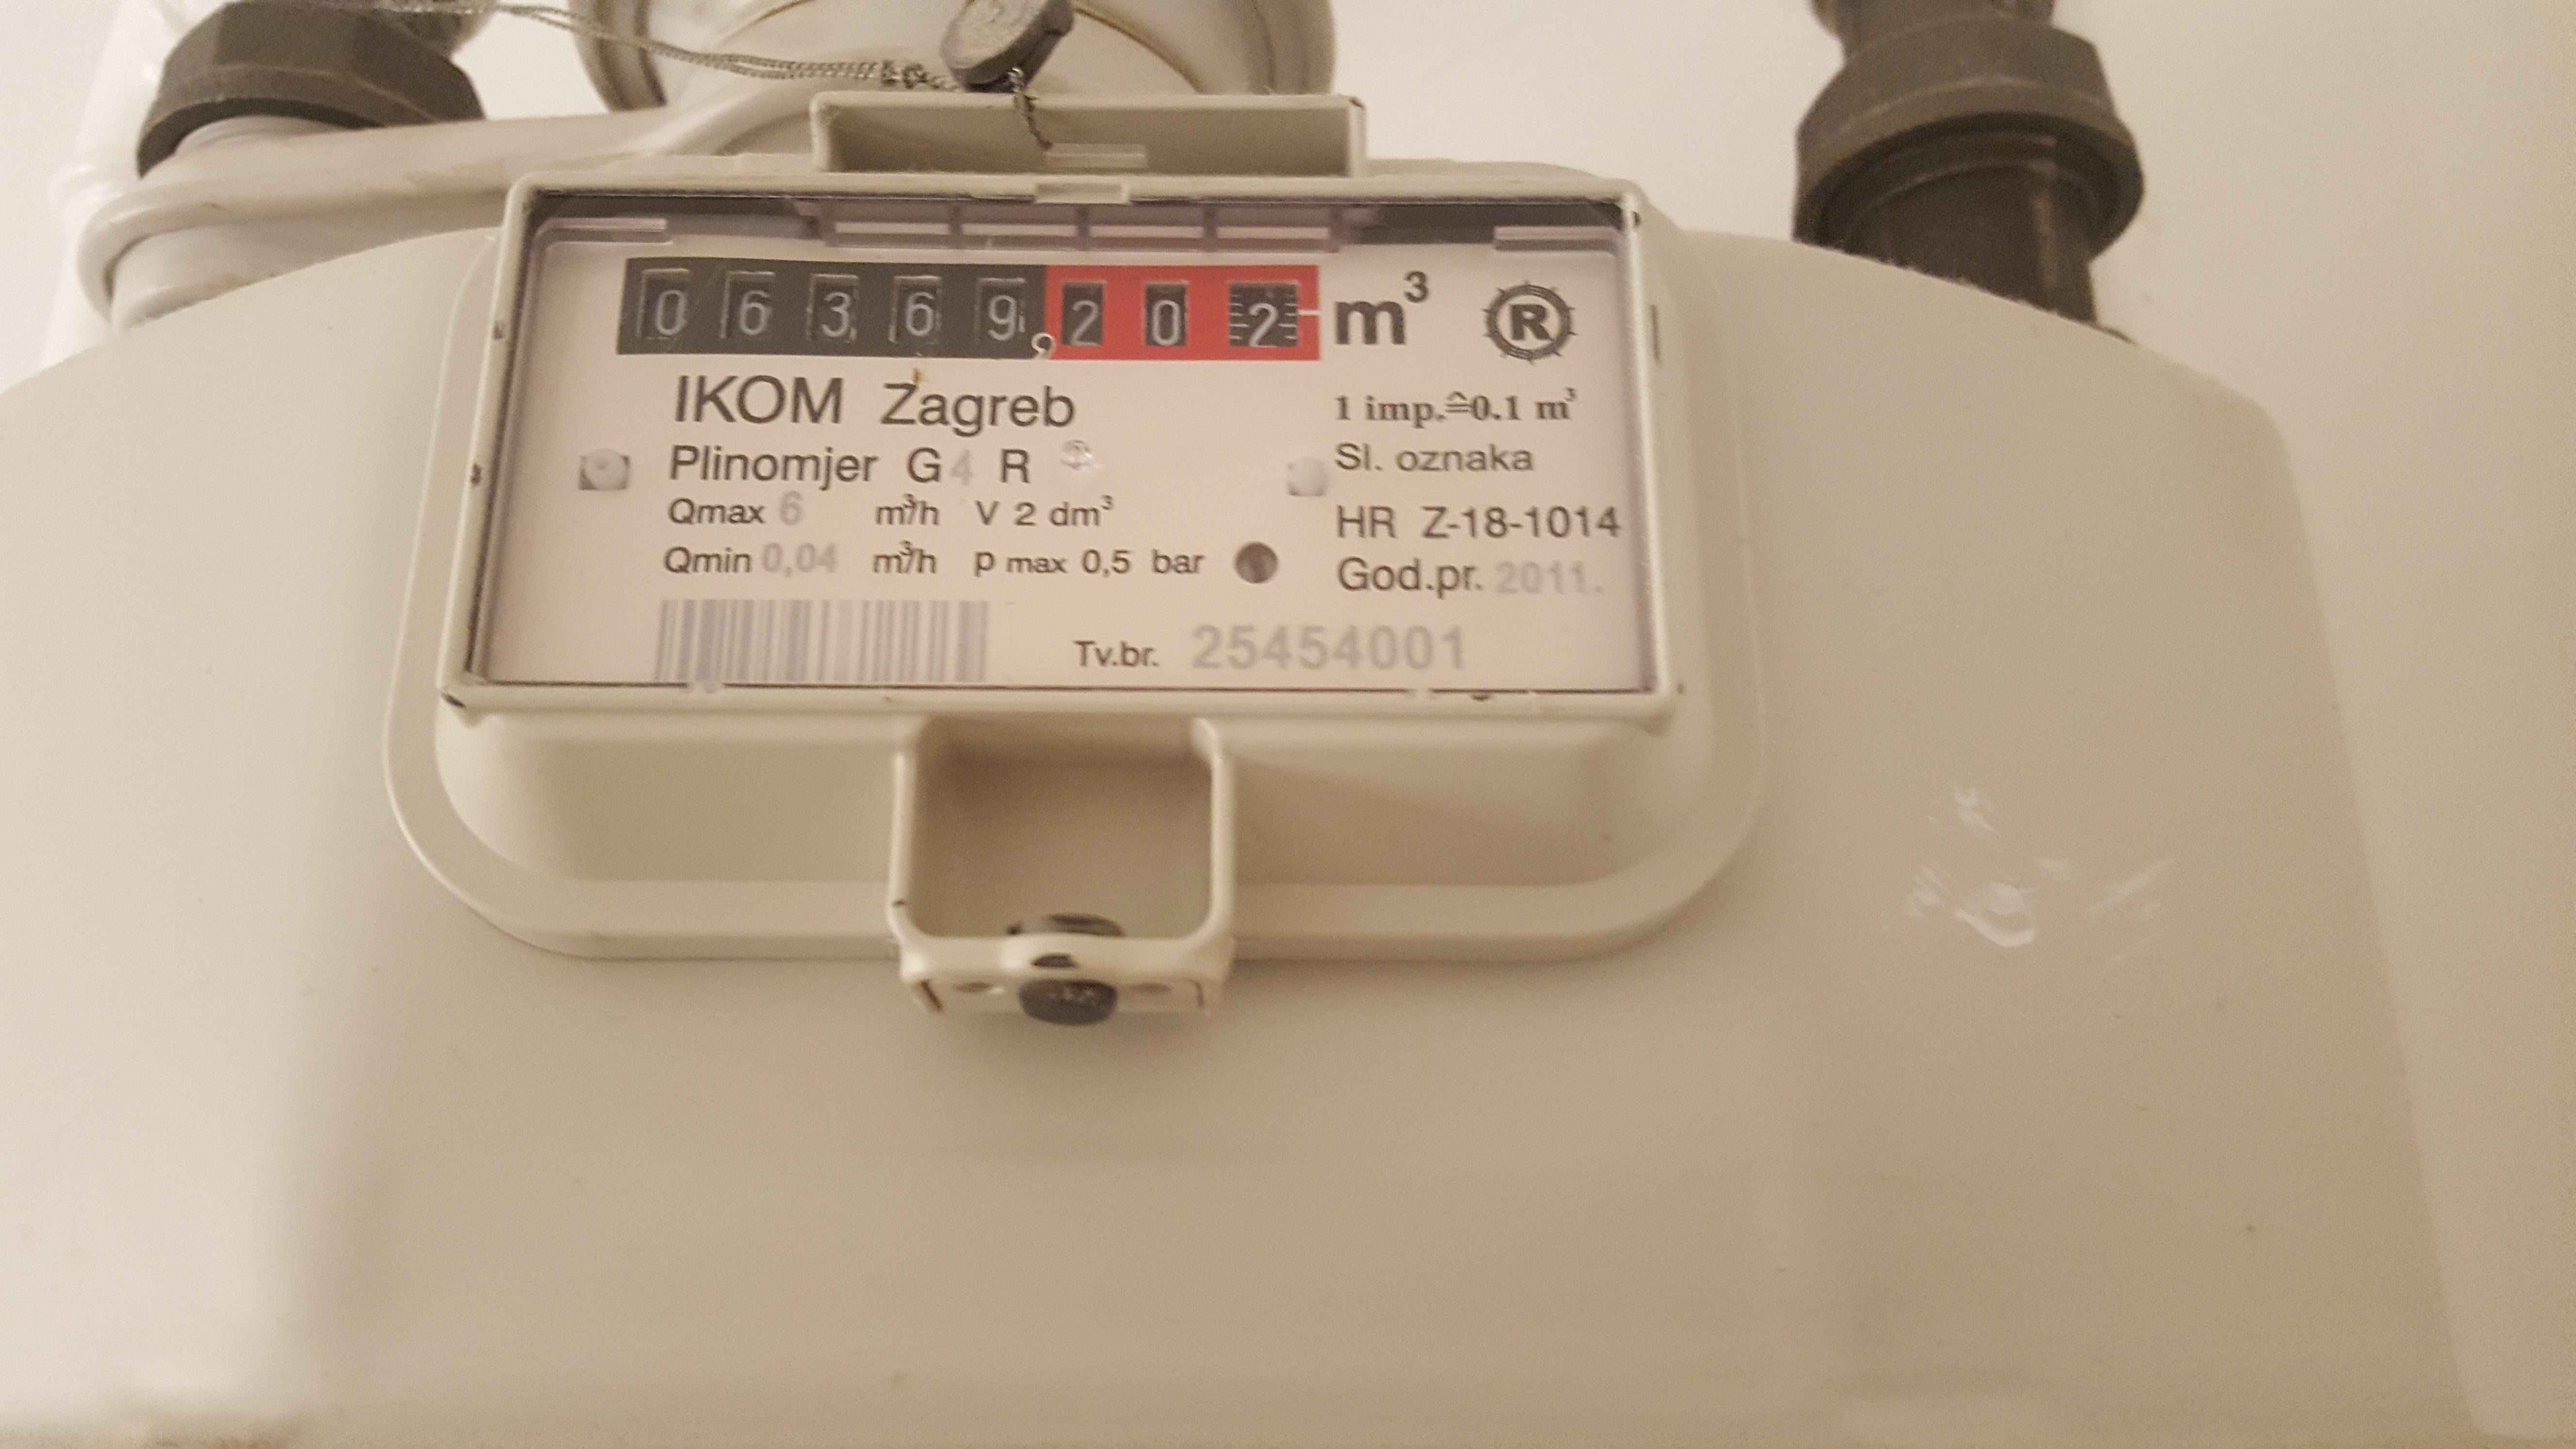 06369,202 m³ R
IKOM Zagreb
1 imp.≙0.1 m³
Plinomjer G4 R
Sl. oznaka
Qmax 6 m³/h V 2 dm³
HR Z-18-1014
Qmin 0,04 m³/h p max 0,5 bar
God.pr. 2011.
Tv.br. 25454001